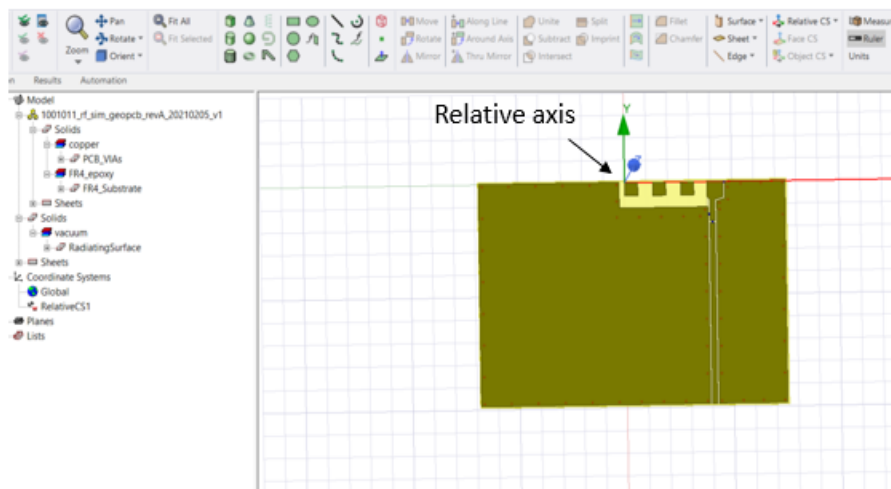 Pan
Rotate
Orient
Zoom
Fit All
Fit Selected
Move
Rotate
Mirror
Along Line
Around Axis
Thru Mirror
Unite
Subtract
Intersect
Split
Imprint
Fillet
Chamfer
Surface
Sheet
Edge
Relative CS
Face CS
Object CS
Measu
Ruler
Units
n Results Automation
Model
1001011_rf_sim_geopcb_revA_20210205_v1
Solids
copper
PCB_VIAs
FR4_epoxy
FR4_Substrate
Sheets
Solids
vacuum
RadiatingSurface
Sheets
Coordinate Systems
Global
RelativeCS1
Planes
Lists
Relative axis
Y